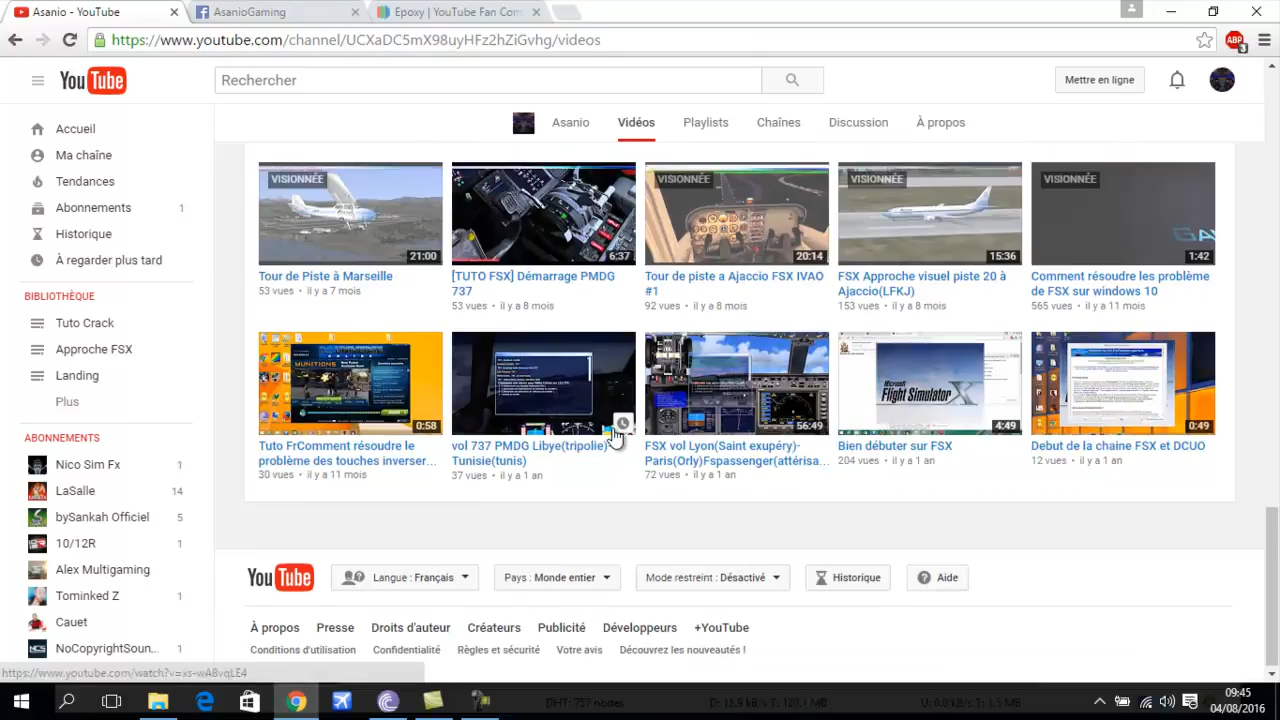 Asanio - YouTube
AsanioGaming
Epoxy | YouTube Fan Com
https://www.youtube.com/channel/UCXaDC5mX98uyHFz2hZiGvhg/videos
ABP
3
YouTube
Rechercher
Mettre en ligne
Accueil
Ma chaîne
Tendances
Abonnements 1
Historique
À regarder plus tard
BIBLIOTHÈQUE
Tuto Crack
Approche FSX
Landing
Plus
ABONNEMENTS
Nico Sim Fx 1
LaSalle 14
bySankah Officiel 5
10/12R 1
Alex Multigaming
Tominked Z 1
Cauet 1
NoCopyrightSoun... 1
Asanio
Vidéos
Playlists
Chaînes
Discussion
À propos
VISIONNÉE
21:00
Tour de Piste à Marseille
53 vues • il y a 7 mois
6:37
[TUTO FSX] Démarrage PMDG
737
53 vues • il y a 8 mois
VISIONNÉE
20:14
Tour de piste a Ajaccio FSX IVAO
#1
92 vues • il y a 8 mois
VISIONNÉE
15:36
FSX Approche visuel piste 20 à
Ajaccio(LFKJ)
153 vues • il y a 8 mois
VISIONNÉE
1:42
Comment résoudre les problème
de FSX sur windows 10
565 vues • il y a 11 mois
MUNITIONS
0:58
Tuto FrComment résoudre le
problème des touches inverser...
30 vues • il y a 11 mois
vol 737 PMDG Libye(tripolie)-
Tunisie(tunis)
37 vues • il y a 1 an
56:49
FSX vol Lyon(Saint exupéry)-
Paris(Orly)Fspassenger(attérisa...
72 vues • il y a 1 an
Microsoft
Flight Simulator X
4:49
Bien débuter sur FSX
204 vues • il y a 1 an
0:49
Debut de la chaine FSX et DCUO
12 vues • il y a 1 an
YouTube
Langue : Français
Pays : Monde entier
Mode restreint : Désactivé
Historique
Aide
À propos
Presse
Droits d'auteur
Créateurs
Publicité
Développeurs
+YouTube
Conditions d'utilisation
Confidentialité
Règles et sécurité
Votre avis
Découvrez les nouveautés !
https://www.youtube.com/watch?v=xs-wA8vqLE4
DHT: 757 nodes
09:45
04/08/2016